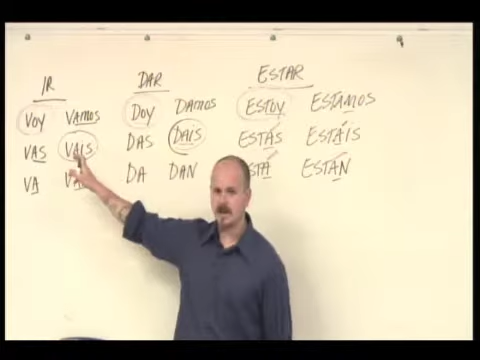 IR DAR ESTAR
VOY VAMOS DOY DAMOS ESTOY ESTAMOS
VAS VAIS DAS DAIS ESTÁS ESTÁIS
VA DA DAN ESTÁN